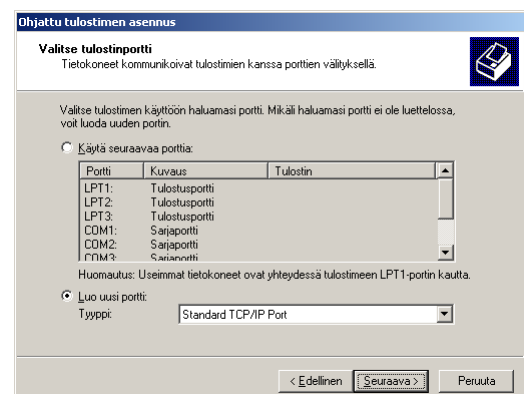 Ohjattu tulostimen asennus
Valitse tulostinportti
Tietokoneet kommunikoivat tulostimien kanssa porttien välityksellä.
Valitse tulostimen käyttöön haluamasi portti. Mikäli haluamasi portti ei ole luettelossa,
voit luoda uuden portin.
Käytä seuraavaa porttia:
Portti Kuvaus Tulostin
LPT1: Tulostusportti
LPT2: Tulostusportti
LPT3: Tulostusportti
COM1: Sarjaportti
COM2: Sarjaportti
COM3: Sarjaportti
Huomautus: Useimmat tietokoneet ovat yhteydessä tulostimeen LPT1-portin kautta.
Luo uusi portti:
Tyyppi: Standard TCP/IP Port
< Edellinen Seuraava > Peruuta